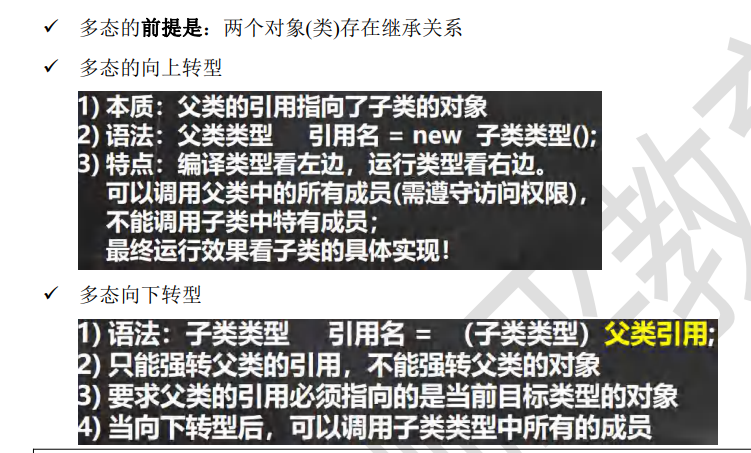 ✓ 多态的前提是：两个对象(类)存在继承关系
✓ 多态的向上转型
1) 本质：父类的引用指向了子类的对象
2) 语法：父类类型 引用名 = new 子类类型();
3) 特点：编译类型看左边，运行类型看右边。
可以调用父类中的所有成员(需遵守访问权限)，
不能调用子类中特有成员；
最终运行效果看子类的具体实现！
✓ 多态向下转型
1) 语法：子类类型 引用名 = （子类类型）父类引用;
2) 只能强转父类的引用，不能强转父类的对象
3) 要求父类的引用必须指向的是当前目标类型的对象
4) 当向下转型后，可以调用子类类型中所有的成员